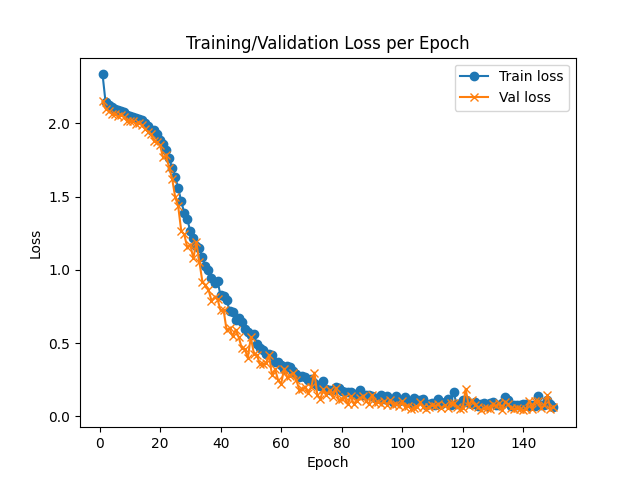 Training/Validation Loss per Epoch
Train loss
Val loss
2.0
1.5
1.0
0.5
0.0
Loss
0 20 40 60 80 100 120 140
Epoch